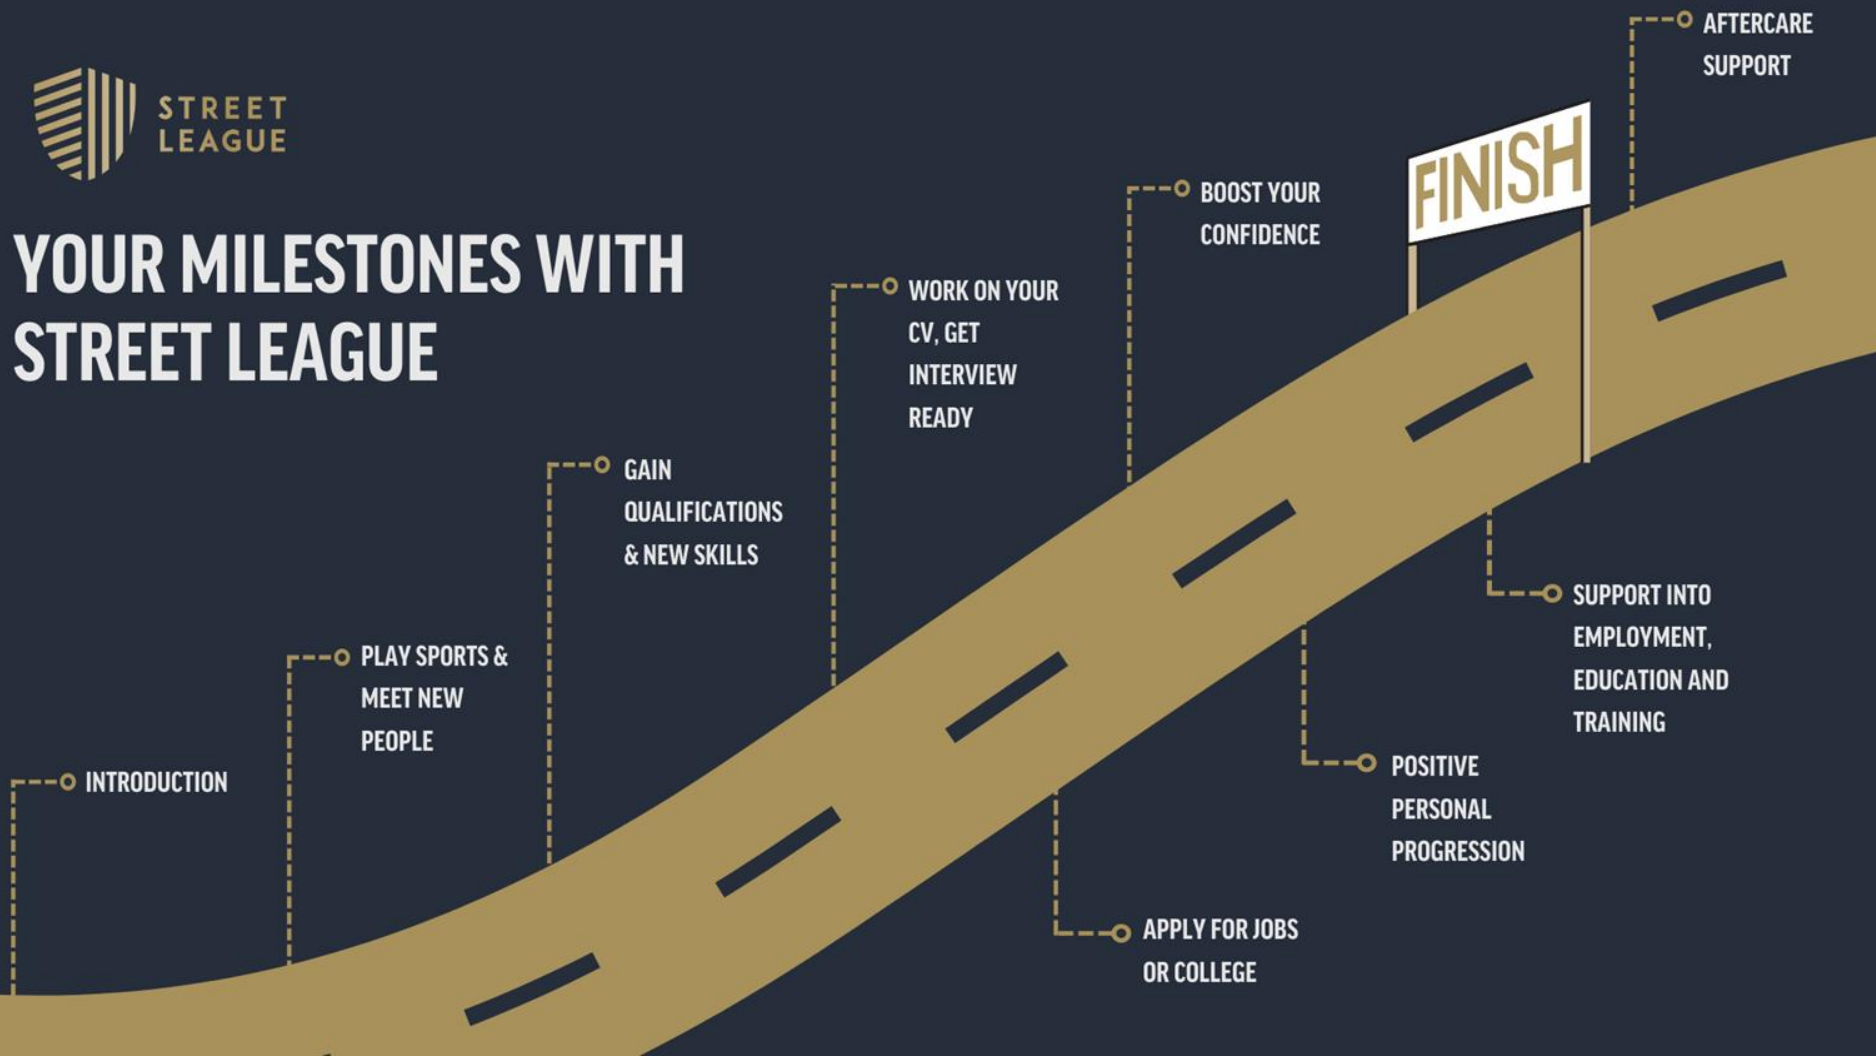 STREET
LEAGUE
YOUR MILESTONES WITH
STREET LEAGUE
INTRODUCTION
PLAY SPORTS &
MEET NEW
PEOPLE
GAIN
QUALIFICATIONS
& NEW SKILLS
WORK ON YOUR
CV, GET
INTERVIEW
READY
APPLY FOR JOBS
OR COLLEGE
BOOST YOUR
CONFIDENCE
POSITIVE
PERSONAL
PROGRESSION
SUPPORT INTO
EMPLOYMENT,
EDUCATION AND
TRAINING
FINISH
AFTERCARE
SUPPORT